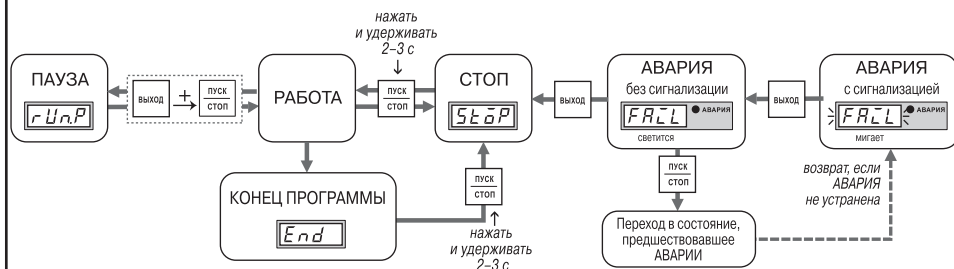 нажать
и удерживать
2–3 с
ПАУЗА
rUn.P
ВЫХОД
+
ПУСК
СТОП
РАБОТА
ПУСК
СТОП
СТОП
StoP
ВЫХОД
АВАРИЯ
без сигнализации
FAIL
АВАРИЯ
светится
ВЫХОД
АВАРИЯ
с сигнализацией
FAIL
АВАРИЯ
мигает
КОНЕЦ ПРОГРАММЫ
End
ПУСК
СТОП
нажать
и удерживать
2–3 с
ПУСК
СТОП
Переход в состояние,
предшествовавшее
АВАРИИ
возврат, если
АВАРИЯ
не устранена